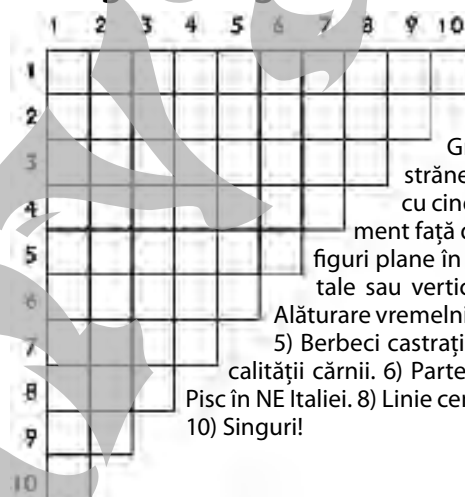 1 2 3 4 5 6 7 8 9 10
1
2
3
4
5
6
7
8
9
10
străne
cu cinc
ment față d
figuri plane în
tale sau vertic
Alăturare vremelni
5) Berbeci castrați
calității cărnii. 6) Parte
Pisc în NE Italiei. 8) Linie cer
10) Singuri!